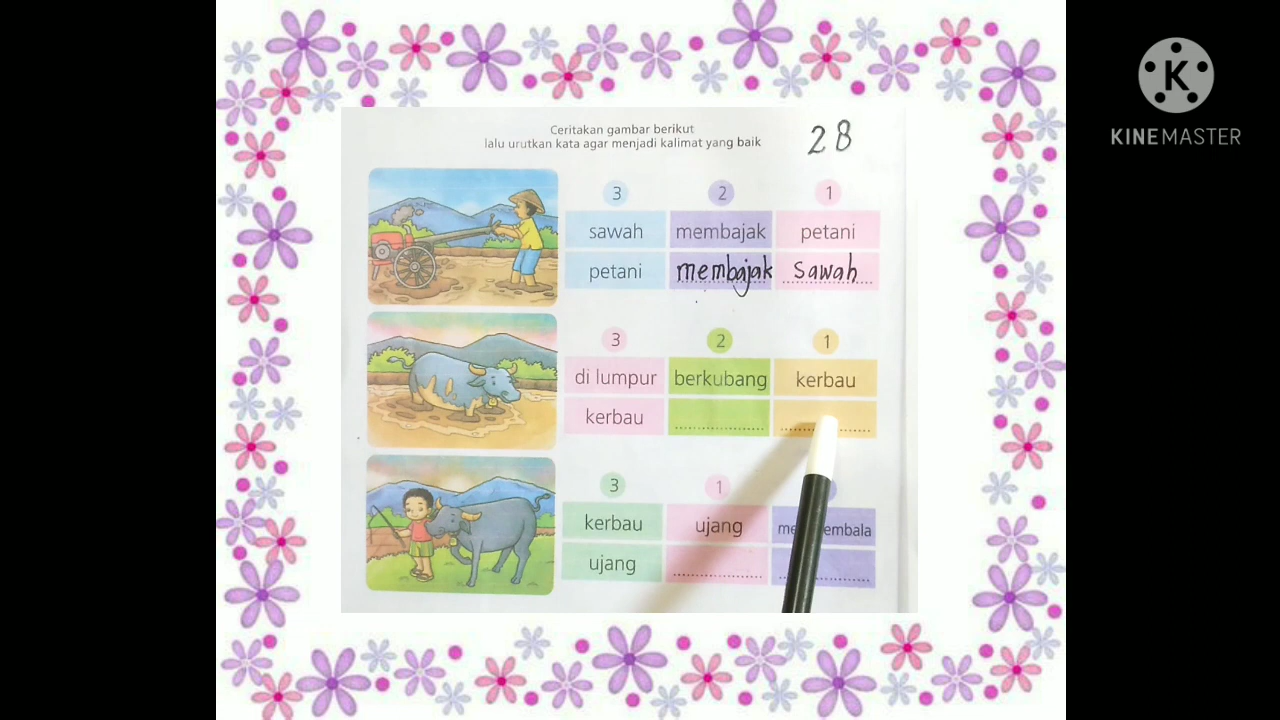 KINEMASTER
Ceritakan gambar berikut
lalu urutkan kata agar menjadi kalimat yang baik
28
3 2 1
sawah membajak petani
petani membajak sawah
3 2 1
di lumpur berkubang kerbau
kerbau
3 1
kerbau ujang
ujang